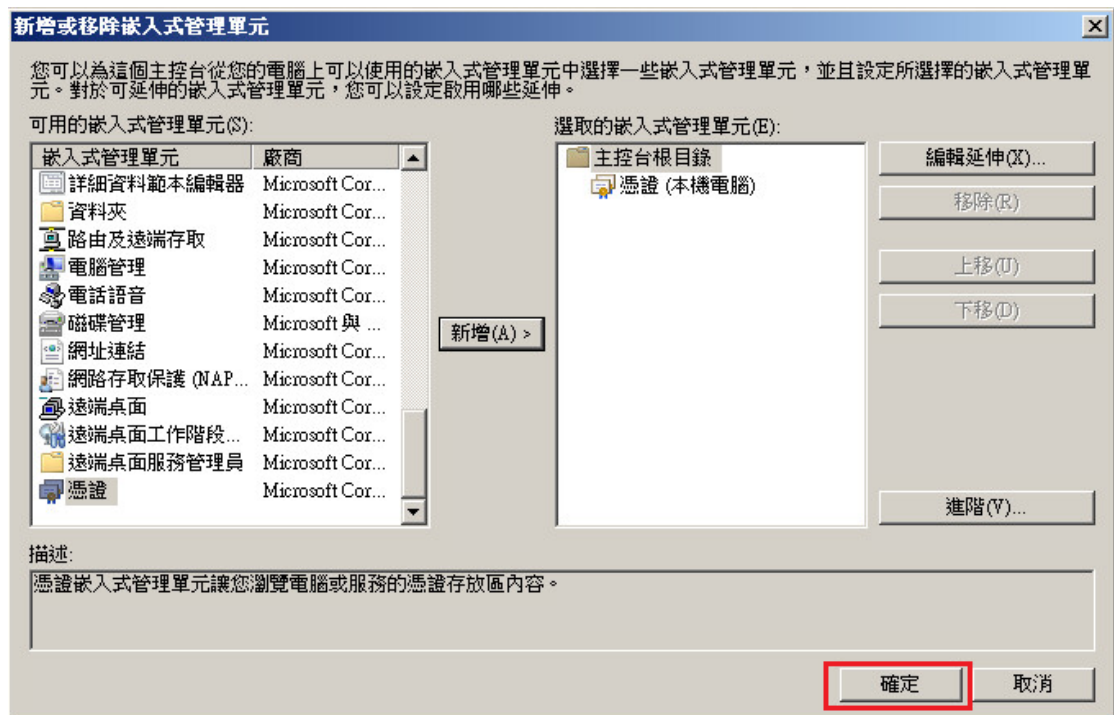 新增或移除嵌入式管理單元
您可以為這個主控台從您的電腦上可以使用的嵌入式管理單元中選擇一些嵌入式管理單元，並且設定所選擇的嵌入式管理單
元。對於可延伸的嵌入式管理單元，您可以設定啟用哪些延伸。
可用的嵌入式管理單元(S):
嵌入式管理單元 廠商
詳細資料範本編輯器 Microsoft Cor...
資料夾 Microsoft Cor...
路由及遠端存取 Microsoft Cor...
電腦管理 Microsoft Cor...
電話語音 Microsoft Cor...
磁碟管理 Microsoft 與 ...
網址連結 Microsoft Cor...
網路存取保護 (NAP... Microsoft Cor...
遠端桌面 Microsoft Cor...
遠端桌面工作階段... Microsoft Cor...
遠端桌面服務管理員 Microsoft Cor...
憑證 Microsoft Cor...
新增(A) >
選取的嵌入式管理單元(E):
主控台根目錄
憑證 (本機電腦)
編輯延伸(X)...
移除(R)
上移(U)
下移(D)
進階(V)...
描述:
憑證嵌入式管理單元讓您瀏覽電腦或服務的憑證存放區內容。
確定
取消